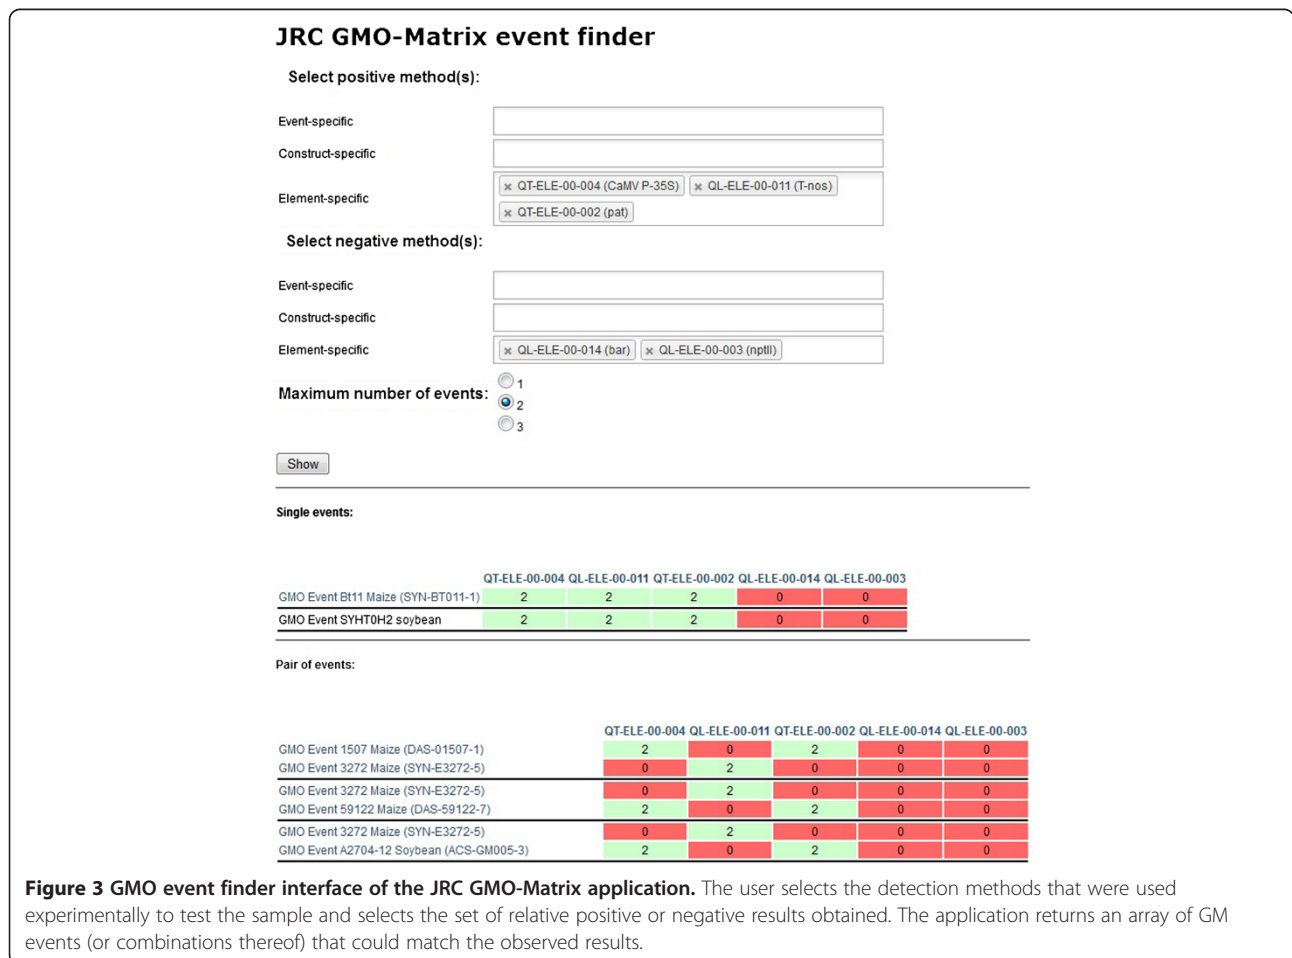 JRC GMO-Matrix event finder
Select positive method(s):
Event-specific
Construct-specific
Element-specific
× QT-ELE-00-004 (CaMV P-35S) × QL-ELE-00-011 (T-nos)
× QT-ELE-00-002 (pat)
Select negative method(s):
Event-specific
Construct-specific
Element-specific × QL-ELE-00-014 (bar) × QL-ELE-00-003 (nptII)
Maximum number of events:
1
2
3
Show
Single events:
QT-ELE-00-004 QL-ELE-00-011 QT-ELE-00-002 QL-ELE-00-014 QL-ELE-00-003
GMO Event Bt11 Maize (SYN-BT011-1) 2 2 2 0 0
GMO Event SYHT0H2 soybean 2 2 2 0 0
Pair of events:
QT-ELE-00-004 QL-ELE-00-011 QT-ELE-00-002 QL-ELE-00-014 QL-ELE-00-003
GMO Event 1507 Maize (DAS-01507-1) 2 0 2 0 0
GMO Event 3272 Maize (SYN-E3272-5) 0 2 0 0 0
GMO Event 3272 Maize (SYN-E3272-5) 0 2 0 0 0
GMO Event 59122 Maize (DAS-59122-7) 2 0 2 0 0
GMO Event 3272 Maize (SYN-E3272-5) 0 2 0 0 0
GMO Event A2704-12 Soybean (ACS-GM005-3) 2 0 2 0 0
Figure 3 GMO event finder interface of the JRC GMO-Matrix application. The user selects the detection methods that were used
experimentally to test the sample and selects the set of relative positive or negative results obtained. The application returns an array of GM
events (or combinations thereof) that could match the observed results.